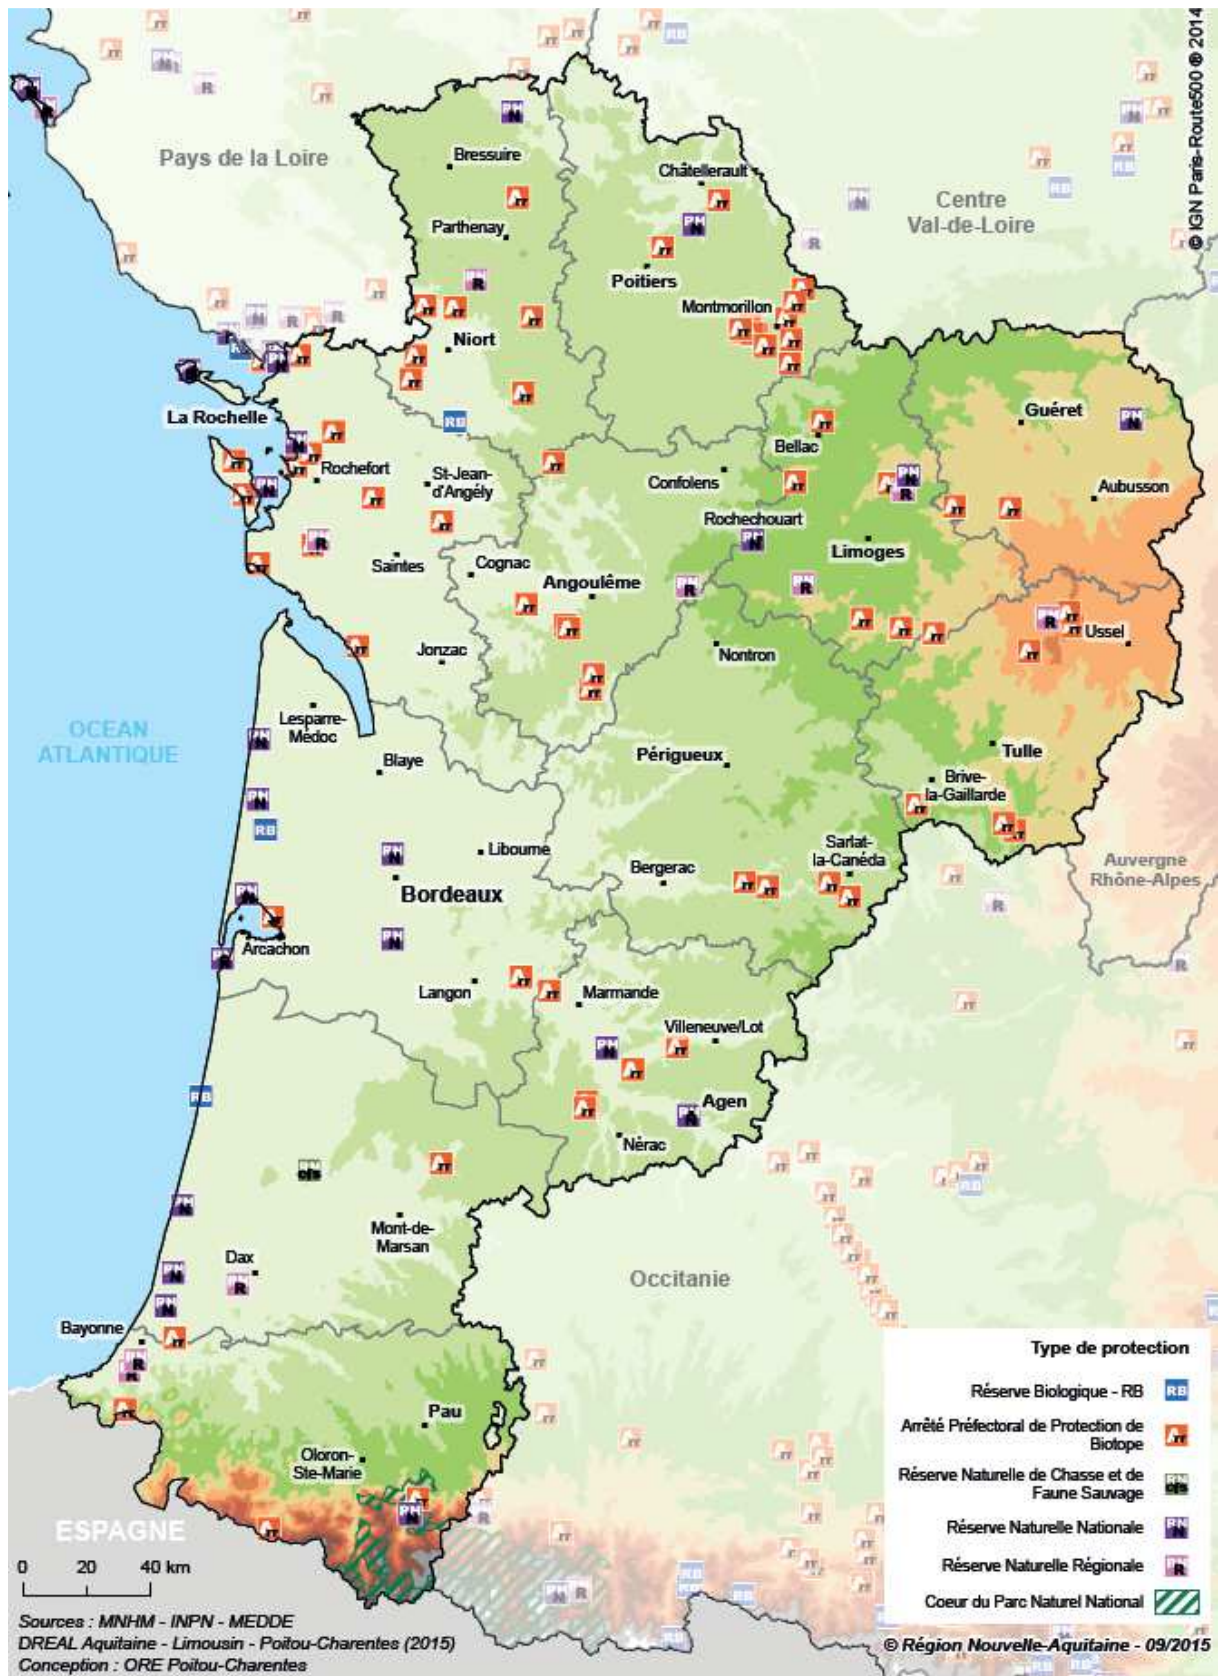 © IGN Paris-Route500 ® 2014
Pays de la Loire
Bressuire
Châtellerault
Centre
Val-de-Loire
Parthenay
Poitiers
Montmorillon
Niort
La Rochelle
Guéret
Bellac
Rochefort
St-Jean-
d'Angély
Confolens
Aubusson
Rochechouart
Limoges
Saintes
Cognac
Angoulême
Ussel
Jonzac
Nontron
Lesparre-
Médoc
OCEAN
ATLANTIQUE
Blaye
Périgueux
Tulle
Brive-
la-Gaillarde
Libourne
Sarlat-
la-Canéda
Bergerac
Auvergne
Rhône-Alpes
Bordeaux
Arcachon
Langon
Marmande
Villeneuve/Lot
Agen
Nérac
Mont-de-
Marsan
Dax
Occitanie
Bayonne
Pau
Oloron-
Ste-Marie
ESPAGNE
0 20 40 km
Type de protection
Réserve Biologique - RB
RB
Arrêté Préfectoral de Protection de
Biotope
Réserve Naturelle de Chasse et de
Faune Sauvage
Réserve Naturelle Nationale
Réserve Naturelle Régionale
Coeur du Parc Naturel National
Sources : MNHM - INPN - MEDDE
DREAL Aquitaine - Limousin - Poitou-Charentes (2015)
Conception : ORE Poitou-Charentes
© Région Nouvelle-Aquitaine - 09/2015